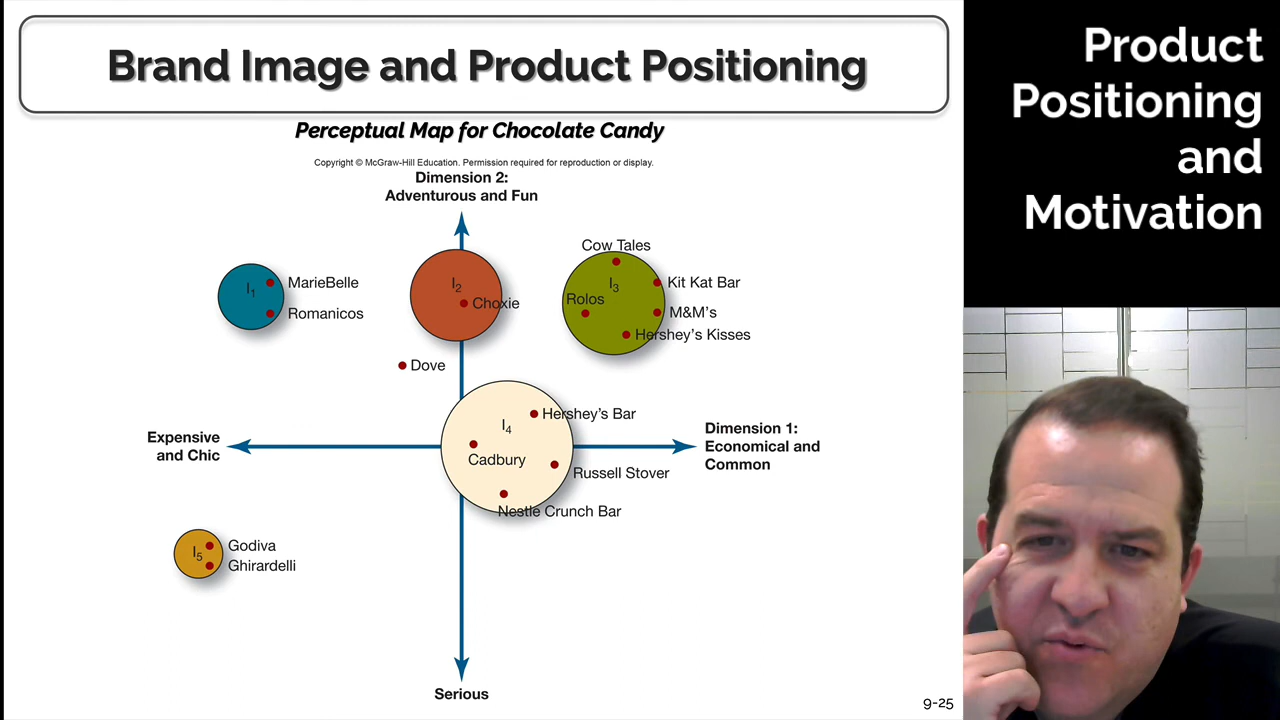 Brand Image and Product Positioning
Product
Positioning
and
Motivation
Perceptual Map for Chocolate Candy
Copyright © McGraw-Hill Education. Permission required for reproduction or display.
Dimension 2:
Adventurous and Fun
Cow Tales
I1
MarieBelle
Romanicos
I2
Choxie
I3
Kit Kat Bar
Rolos
M&M's
Hershey's Kisses
Dove
Hershey's Bar
I4
Cadbury
Russell Stover
Nestle Crunch Bar
Expensive
and Chic
Dimension 1:
Economical and
Common
I5
Godiva
Ghirardelli
Serious
9-25